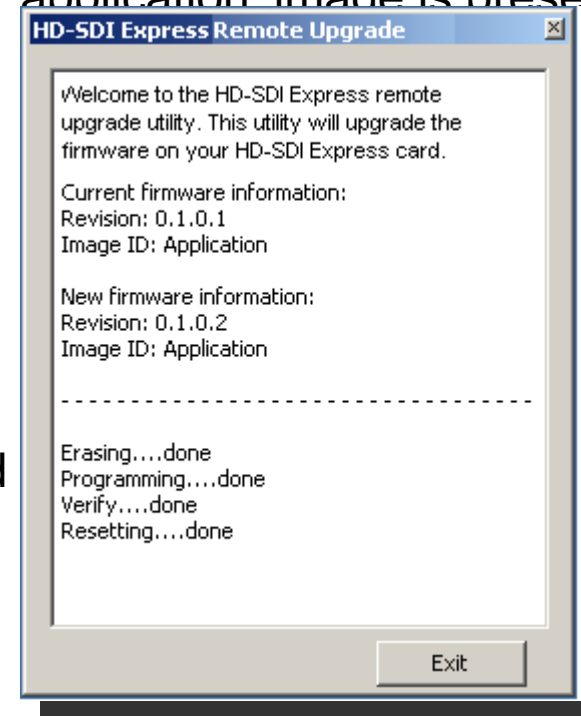 HD-SDI Express Remote Upgrade
Welcome to the HD-SDI Express remote
upgrade utility. This utility will upgrade the
firmware on your HD-SDI Express card.
Current firmware information:
Revision: 0.1.0.1
Image ID: Application
New firmware information:
Revision: 0.1.0.2
Image ID: Application
- - - - - - - - - - - - - - - - - - - - - - - - - - - - - - - - - -
Erasing....done
Programming....done
Verify....done
Resetting....done
Exit